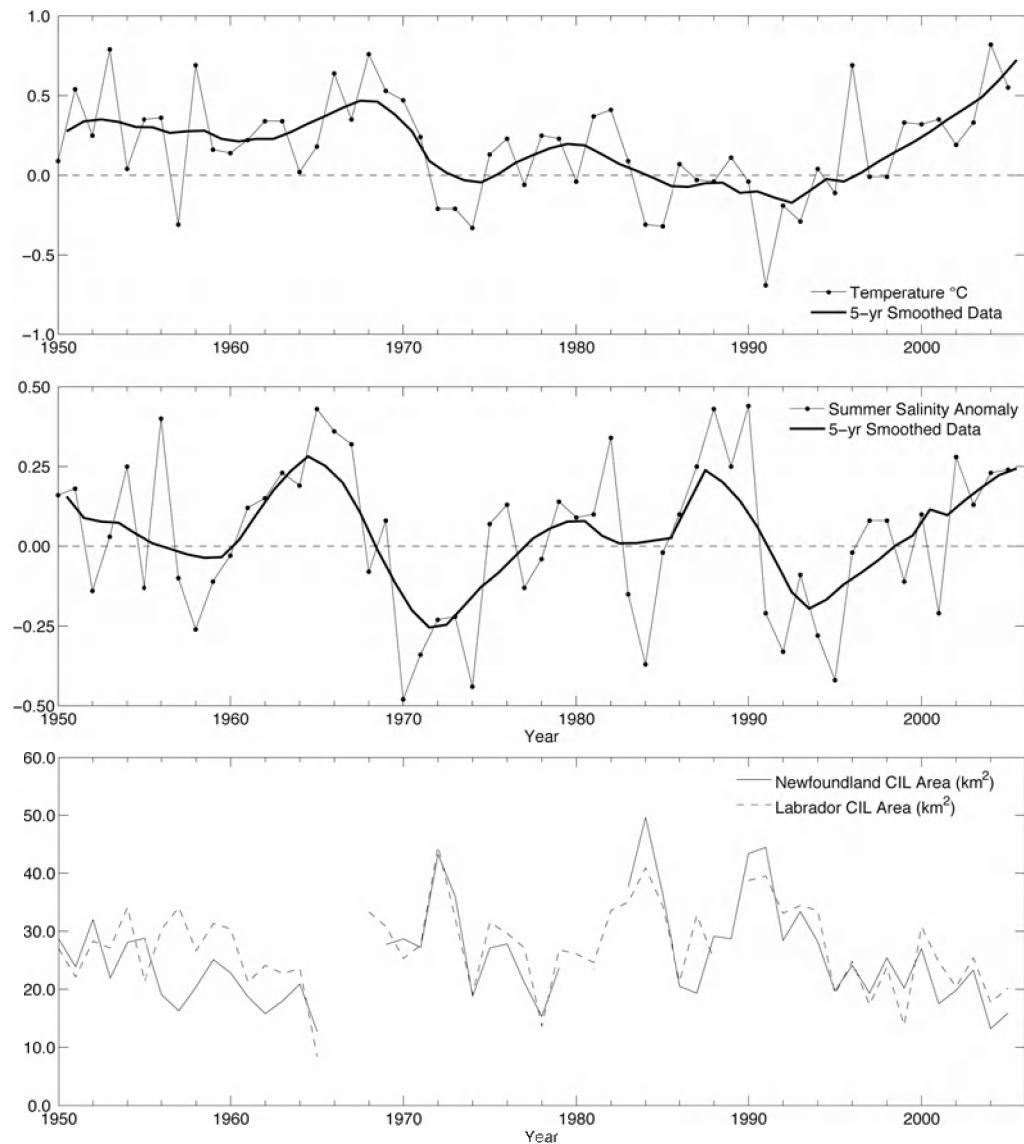 1.0
0.5
0.0
−0.5
−1.0
Temperature °C
5−yr Smoothed Data
1950 1960 1970 1980 1990 2000
0.50
0.25
0.00
−0.25
−0.50
Summer Salinity Anomaly
5−yr Smoothed Data
1950 1960 1970 1980 1990 2000
Year
60.0
50.0
40.0
30.0
20.0
10.0
0.0
Newfoundland CIL Area (km²)
Labrador CIL Area (km²)
1950 1960 1970 1980 1990 2000
Year